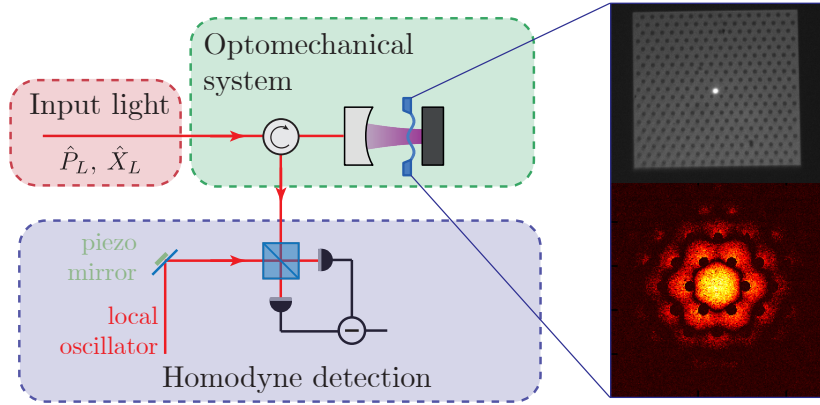 Optomechanical
system
Input light
P̂_L, X̂_L
piezo
mirror
local
oscillator
Homodyne detection